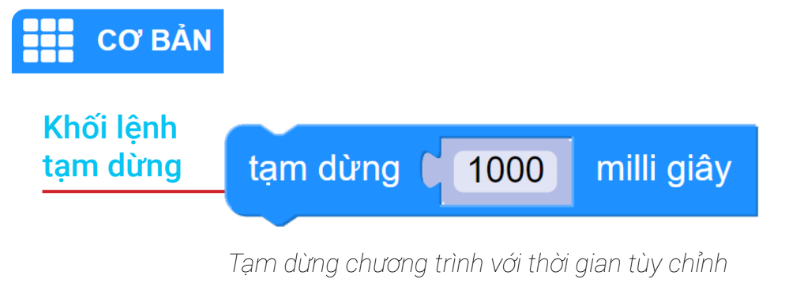 CƠ BẢN
Khối lệnh
tạm dừng
tạm dừng 1000 milli giây
Tạm dừng chương trình với thời gian tùy chỉnh